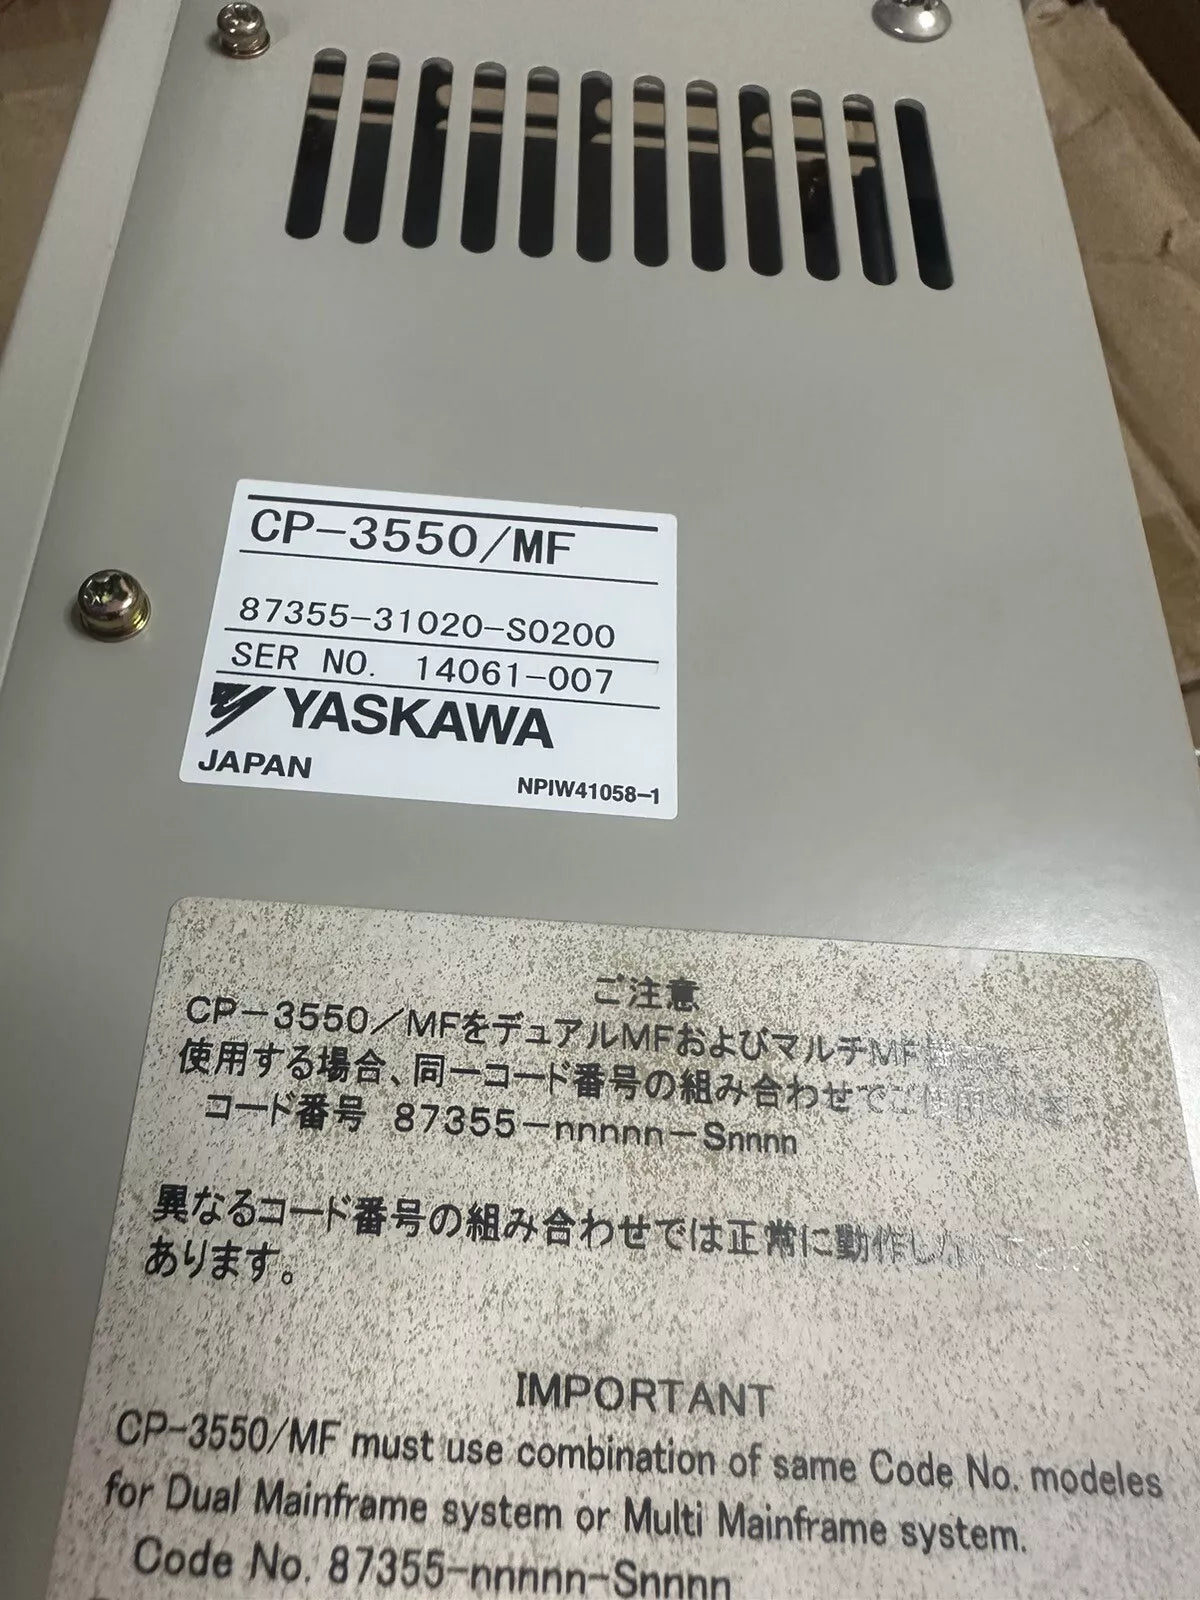 CP-3550/MF
87355-31020-S0200
SER NO. 14061-007
YASKAWA
JAPAN
NPIW41058-1
ご注意
CP-3550/MFをデュアルMFおよびマルチMF
使用する場合、同一コード番号の組み合わせでご使用
コード番号 87355-nnnnn-Snnnn
異なるコード番号の組み合わせでは正常に動作し
あります。
IMPORTANT
CP-3550/MF must use combination of same Code No. modeles
for Dual Mainframe system or Multi Mainframe system.
Code No. 87355-nnnnn-Snnnn